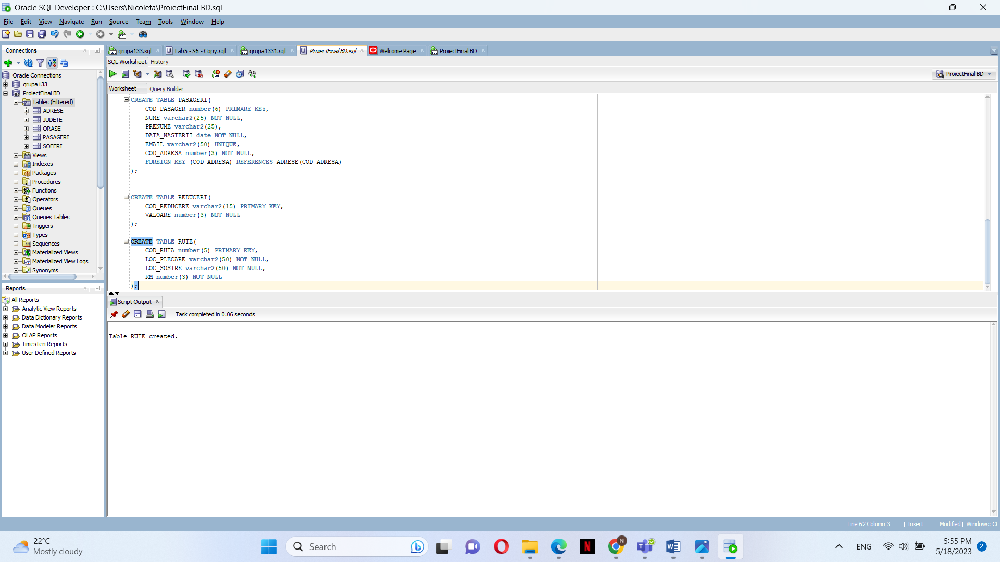 Oracle SQL Developer : C:\Users\Nicoleta\ProiectFinal BD.sql
File Edit View Navigate Run Source Team Tools Window Help
Connections
grupa133.sql
Lab5 - S6 - Copy.sql
grupa1331.sql
ProiectFinal BD.sql
Welcome Page
ProiectFinal BD
SQL Worksheet History
ProiectFinal BD
Worksheet Query Builder
Oracle Connections
grupa133
ProiectFinal BD
Tables (Filtered)
ADRESE
JUDETE
ORASE
PASAGERI
SOFERI
Views
Indexes
Packages
Procedures
Functions
Operators
Queues
Queues Tables
Triggers
Types
Sequences
Materialized Views
Materialized View Logs
Synonyms
CREATE TABLE PASAGERI(
COD_PASAGER number(6) PRIMARY KEY,
NUME varchar2(25) NOT NULL,
PRENUME varchar2(25),
DATA_NASTERII date NOT NULL,
EMAIL varchar2(50) UNIQUE,
COD_ADRESA number(3) NOT NULL,
FOREIGN KEY (COD_ADRESA) REFERENCES ADRESE(COD_ADRESA)
);
CREATE TABLE REDUCERI(
COD_REDUCERE varchar2(15) PRIMARY KEY,
VALOARE number(3) NOT NULL
);
CREATE TABLE RUTE(
COD_RUTA number(5) PRIMARY KEY,
LOC_PLECARE varchar2(50) NOT NULL,
LOC_SOSIRE varchar2(50) NOT NULL,
KM number(3) NOT NULL
);
Reports
All Reports
Analytic View Reports
Data Dictionary Reports
Data Modeler Reports
OLAP Reports
TimesTen Reports
User Defined Reports
Script Output
Task completed in 0.06 seconds
Table RUTE created.
Line 62 Column 3 | Insert | Modified | Windows: CF
22°C
Mostly cloudy
Search
N
ENG
5:55 PM
5/18/2023
2